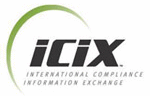 iCiX
INTERNATIONAL COMPLIANCE
INFORMATION EXCHANGE